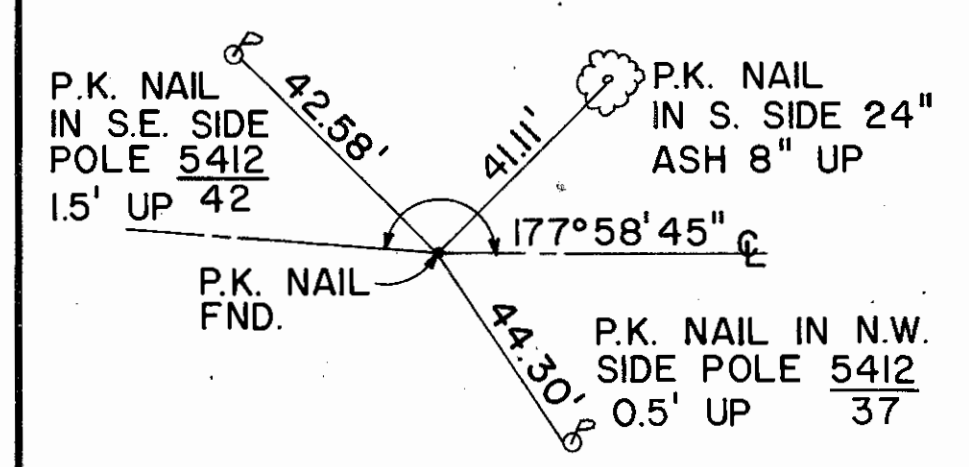 P.K. NAIL
IN S.E. SIDE
POLE 5412
1.5' UP 42
42.58'
41.11'
P.K. NAIL
IN S. SIDE 24"
ASH 8" UP
177°58'45" ℄
P.K. NAIL
FND.
44.30'
P.K. NAIL IN N.W.
SIDE POLE 5412
0.5' UP 37